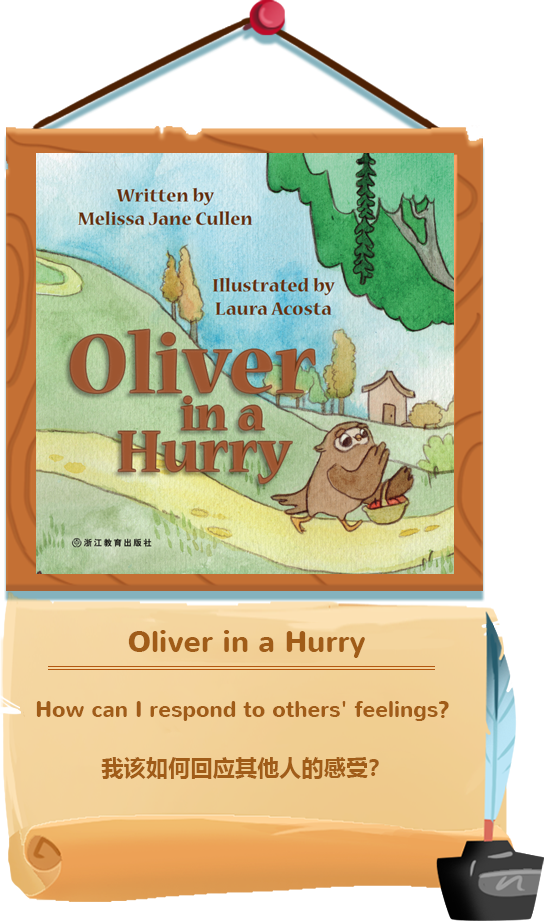 Written by
Melissa Jane Cullen
Illustrated by
Laura Acosta
Oliver
in a
Hurry
浙江教育出版社
Oliver in a Hurry
How can I respond to others' feelings?
我该如何回应其他人的感受?